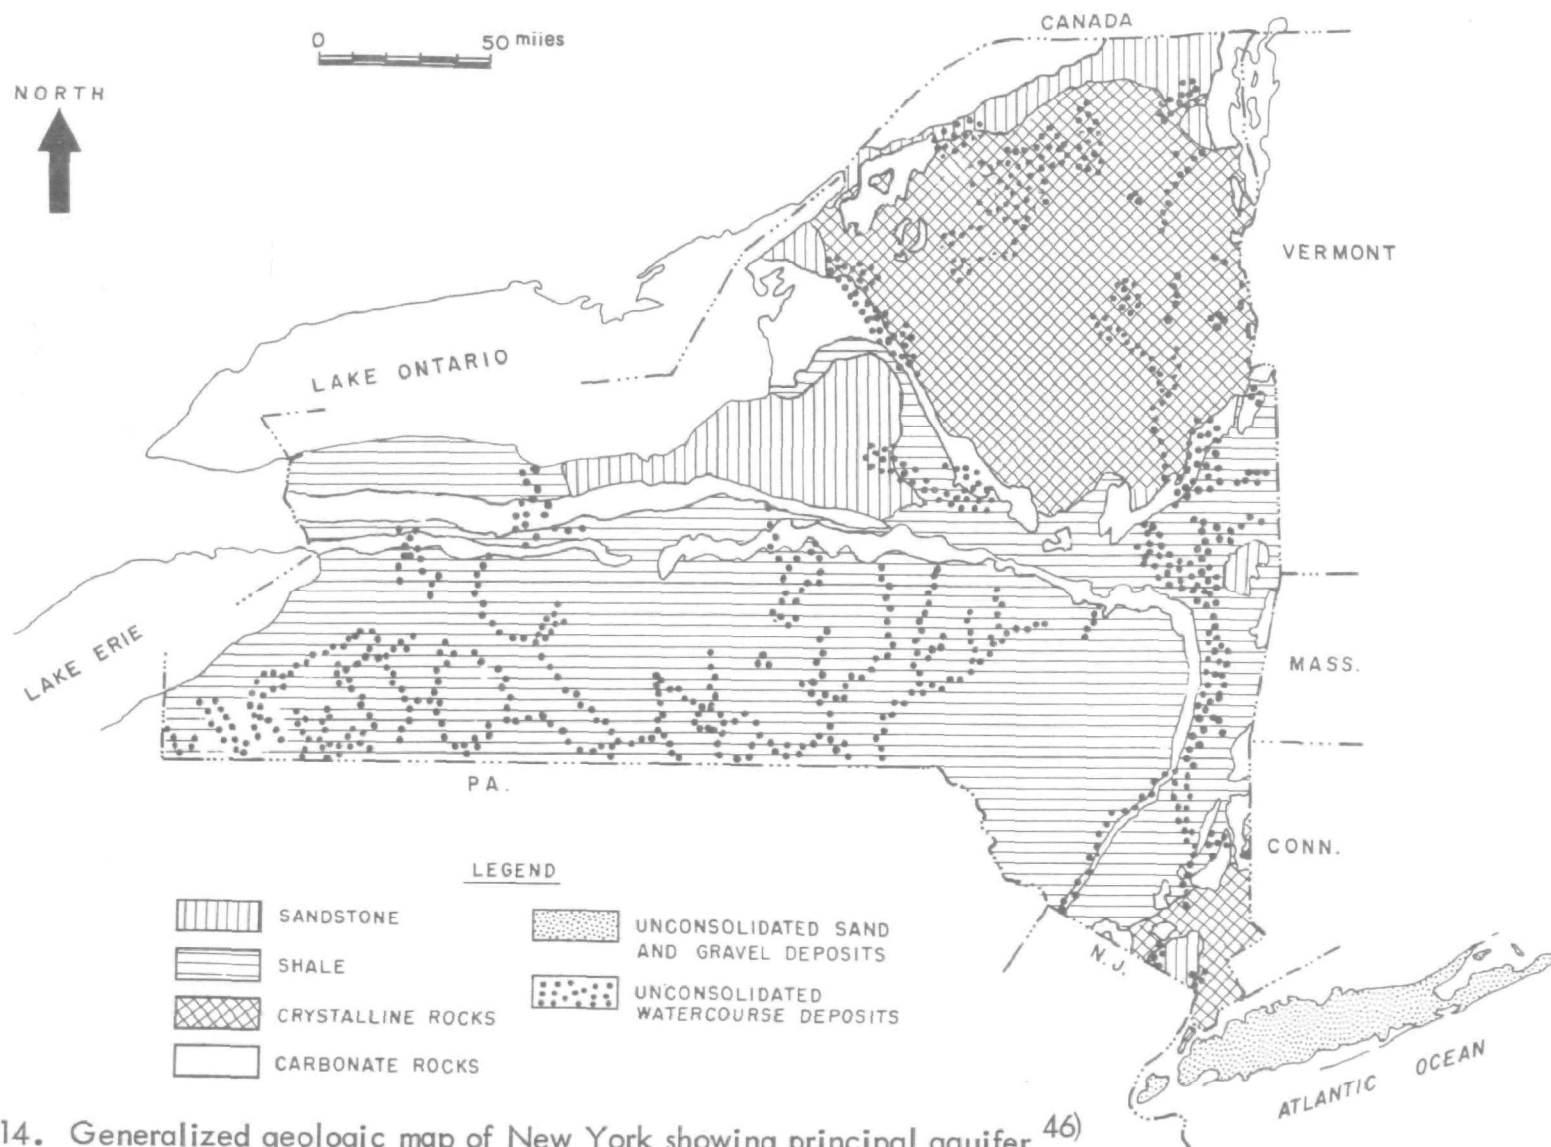 CANADA
0 50 miies
NORTH
VERMONT
LAKE ONTARIO
LAKE ERIE
MASS.
PA.
CONN.
N. J.
LEGEND
SANDSTONE
SHALE
CRYSTALLINE ROCKS
CARBONATE ROCKS
UNCONSOLIDATED SAND
AND GRAVEL DEPOSITS
UNCONSOLIDATED
WATERCOURSE DEPOSITS
ATLANTIC OCEAN
14. Generalized geologic map of New York showing principal aquifer 46)